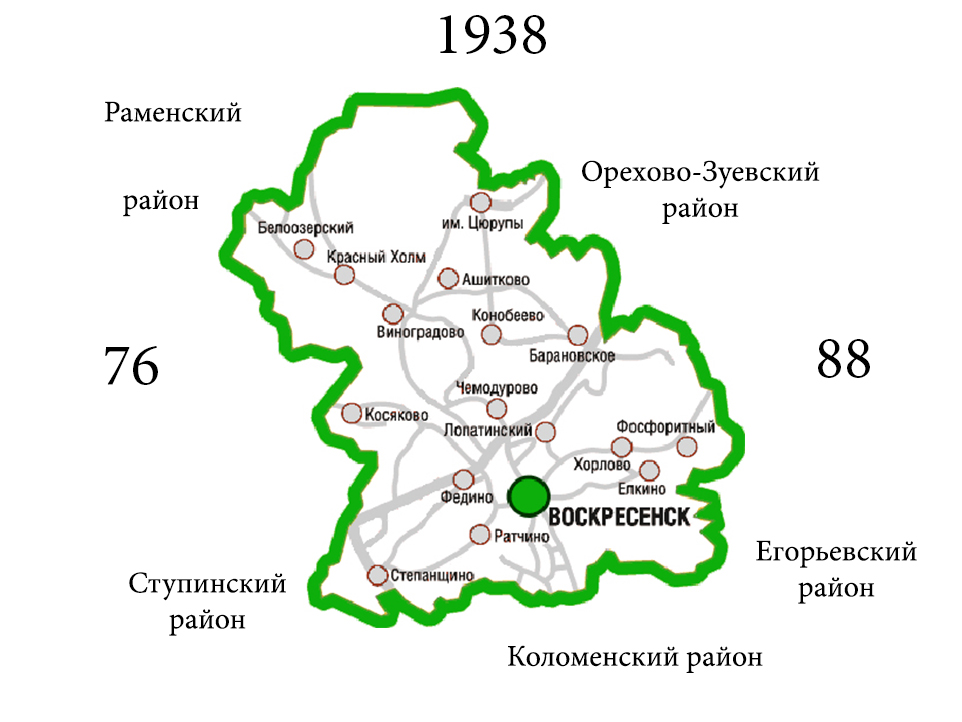 1938
Раменский
район
Орехово-Зуевский
район
им. Цюрупы
Белоозерский
Красный Холм
Ашитково
Виноградово
Конобеево
Барановское
76
88
Чемодурово
Косяково
Лопатинский
Фосфоритный
Хорлово
Елкино
Федино
ВОСКРЕСЕНСК
Ратчино
Степанщино
Егорьевский
район
Ступинский
район
Коломенский район